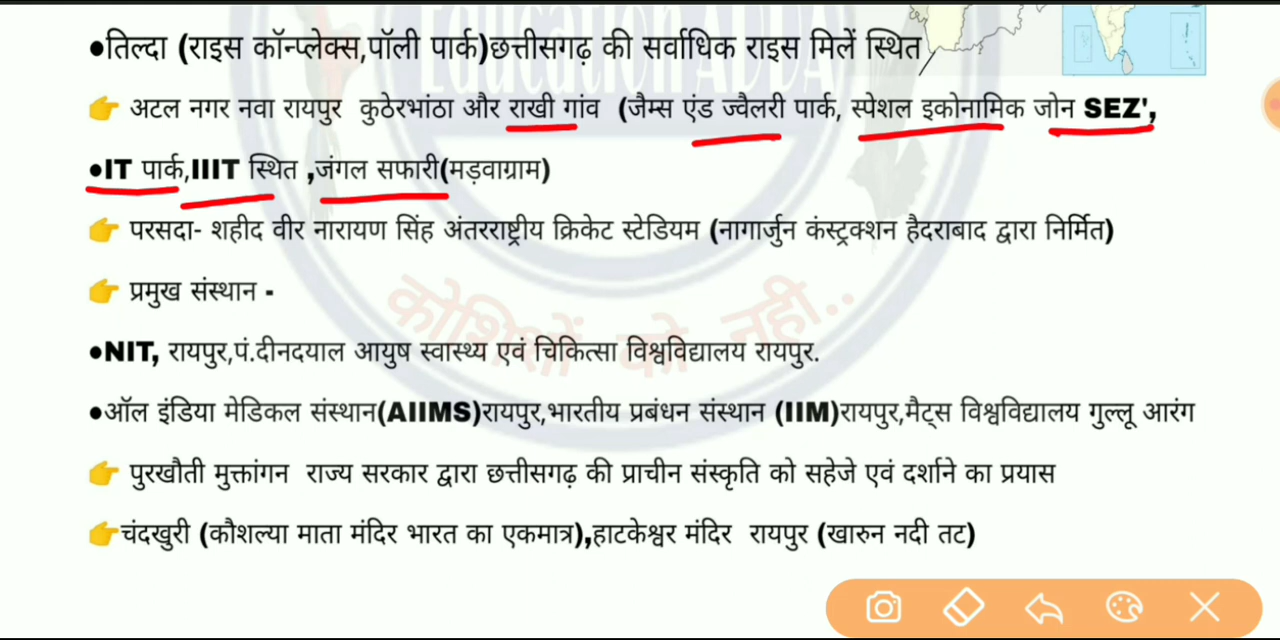 ●तिल्दा (राइस कॉन्प्लेक्स,पॉली पार्क)छत्तीसगढ़ की सर्वाधिक राइस मिलें स्थित
👉 अटल नगर नवा रायपुर कुठेरभांठा और राखी गांव (जैम्स एंड ज्वैलरी पार्क, स्पेशल इकोनामिक जोन SEZ',
●IT पार्क,IIIT स्थित ,जंगल सफारी(मड़वाग्राम)
👉 परसदा- शहीद वीर नारायण सिंह अंतरराष्ट्रीय क्रिकेट स्टेडियम (नागार्जुन कंस्ट्रक्शन हैदराबाद द्वारा निर्मित)
👉 प्रमुख संस्थान -
●NIT, रायपुर,पं.दीनदयाल आयुष स्वास्थ्य एवं चिकित्सा विश्वविद्यालय रायपुर.
●ऑल इंडिया मेडिकल संस्थान(AIIMS)रायपुर,भारतीय प्रबंधन संस्थान (IIM)रायपुर,मैट्स विश्वविद्यालय गुल्लू आरंग
👉 पुरखौती मुक्तांगन राज्य सरकार द्वारा छत्तीसगढ़ की प्राचीन संस्कृति को सहेजे एवं दर्शाने का प्रयास
👉चंदखुरी (कौशल्या माता मंदिर भारत का एकमात्र),हाटकेश्वर मंदिर रायपुर (खारुन नदी तट)
Education ADDA
कोशिशों को नही..